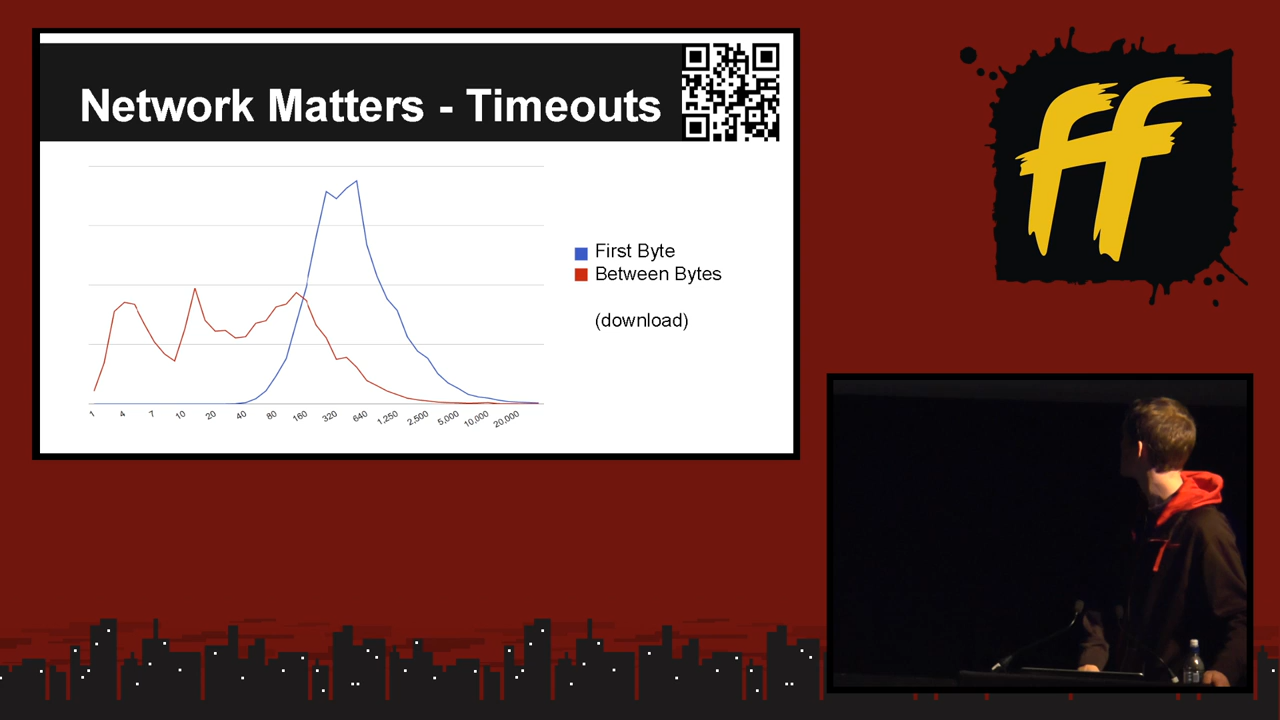 Network Matters - Timeouts
First Byte
Between Bytes
(download)
1 4 7 10 20 40 80 160 320 640 1,250 2,500 5,000 10,000 20,000
ff